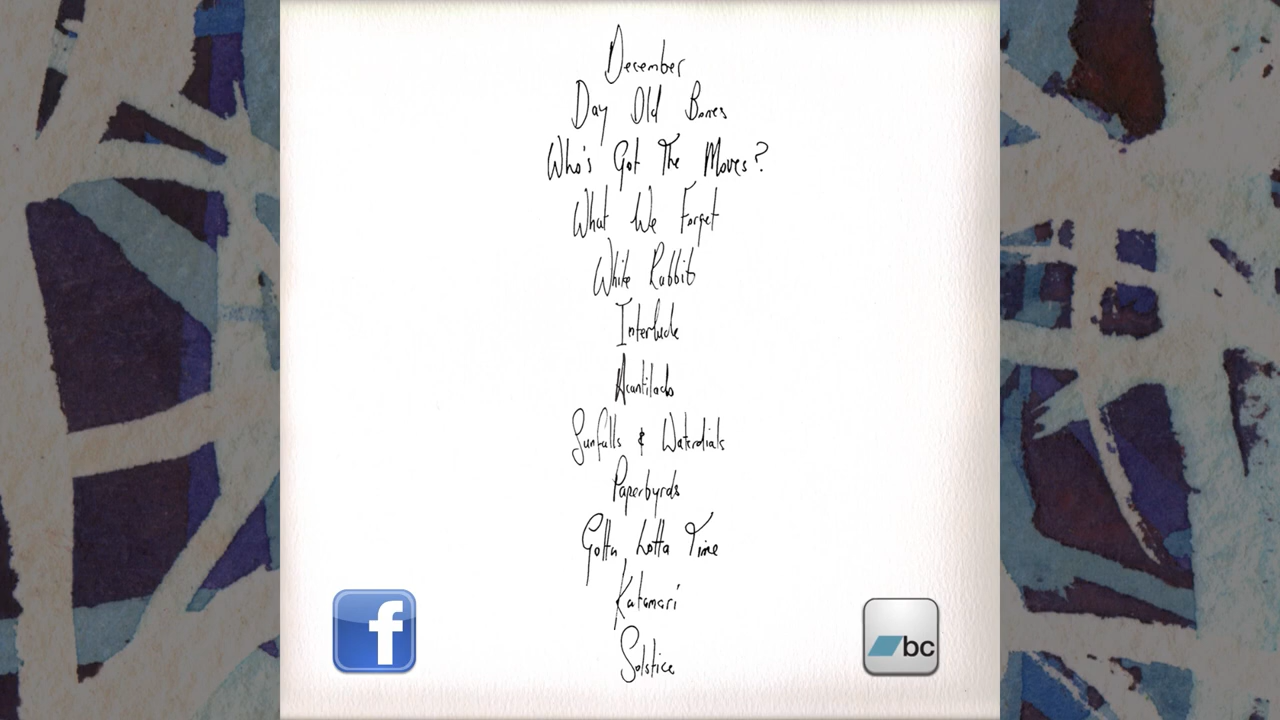 December
Day Old Bones
Who's Got The Moves?
What We Forget
White Rabbit
Interlude
Acantilado
Sunfalls & Waterdials
Paperbyrds
Gotta Lotta Time
Katamari
Solstice
f
bc